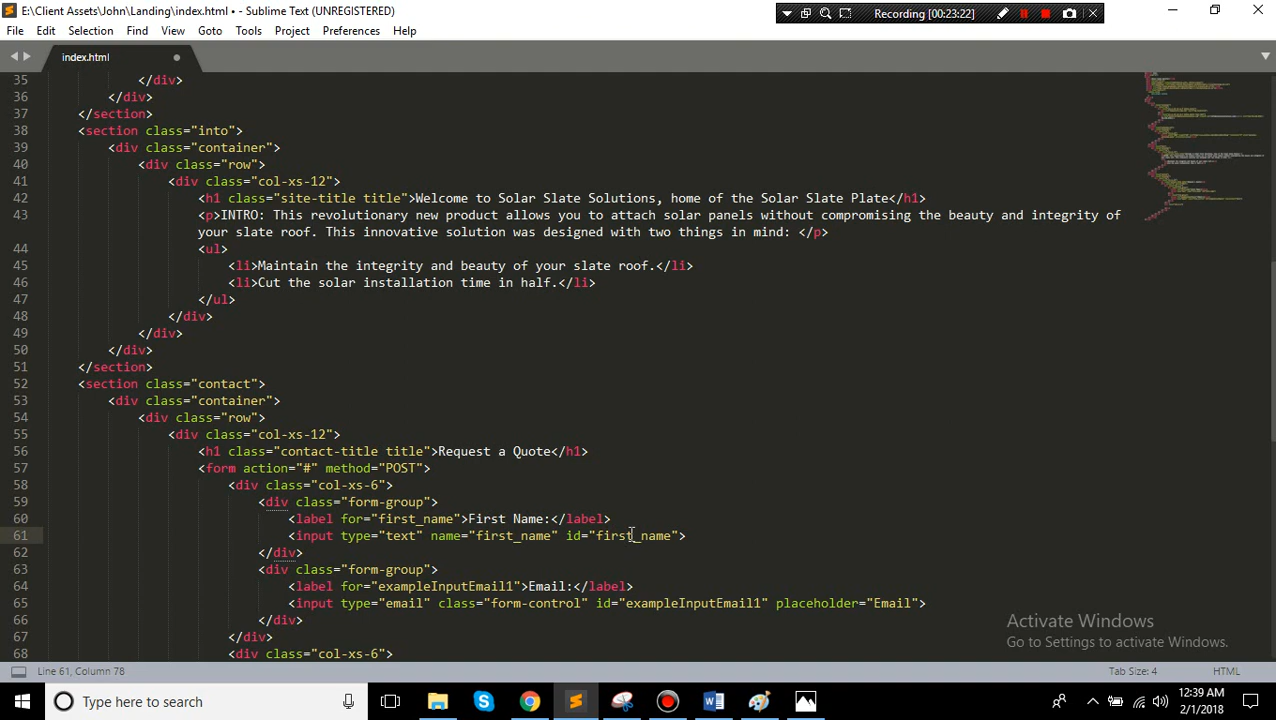 E:\Client Assets\John\Landing\index.html • - Sublime Text (UNREGISTERED)
Recording [00:23:22]
File Edit Selection Find View Goto Tools Project Preferences Help
index.html
35 </div>
36 </div>
37 </section>
38 <section class="into">
39 <div class="container">
40 <div class="row">
41 <div class="col-xs-12">
42 <h1 class="site-title title">Welcome to Solar Slate Solutions, home of the Solar Slate Plate</h1>
43 <p>INTRO: This revolutionary new product allows you to attach solar panels without compromising the beauty and integrity of
your slate roof. This innovative solution was designed with two things in mind: </p>
44 <ul>
45 <li>Maintain the integrity and beauty of your slate roof.</li>
46 <li>Cut the solar installation time in half.</li>
47 </ul>
48 </div>
49 </div>
50 </div>
51 </section>
52 <section class="contact">
53 <div class="container">
54 <div class="row">
55 <div class="col-xs-12">
56 <h1 class="contact-title title">Request a Quote</h1>
57 <form action="#" method="POST">
58 <div class="col-xs-6">
59 <div class="form-group">
60 <label for="first_name">First Name:</label>
61 <input type="text" name="first_name" id="first_name">
62 </div>
63 <div class="form-group">
64 <label for="exampleInputEmail1">Email:</label>
65 <input type="email" class="form-control" id="exampleInputEmail1" placeholder="Email">
66 </div>
67 </div>
68 <div class="col-xs-6">
Activate Windows
Go to Settings to activate Windows.
Line 61, Column 78 Tab Size: 4 HTML
Type here to search
12:39 AM
2/1/2018